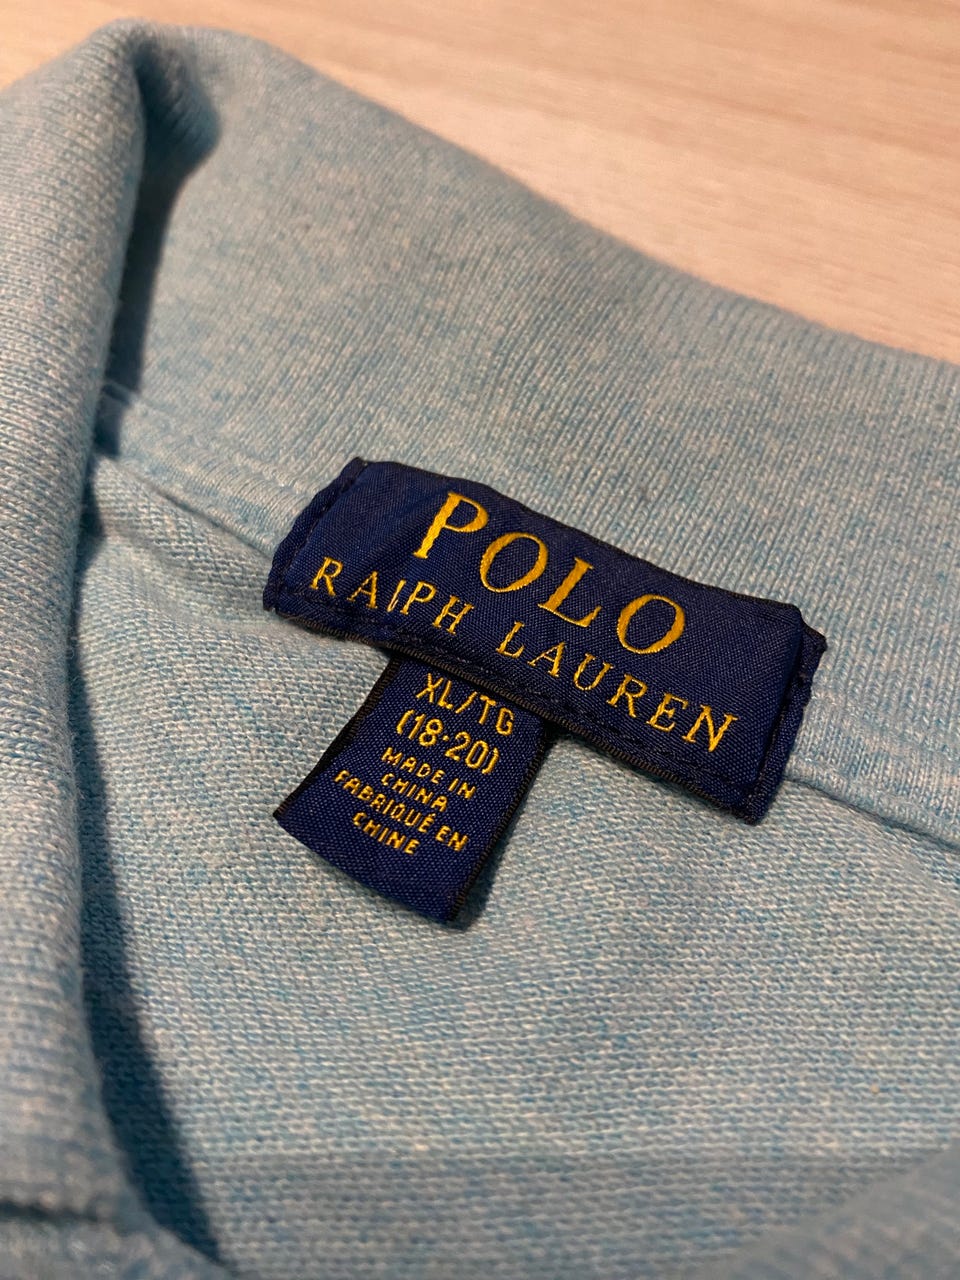 POLO
RALPH LAUREN
XL/TG
(18-20)
MADE IN
CHINA
FABRIQUÉ EN
CHINE